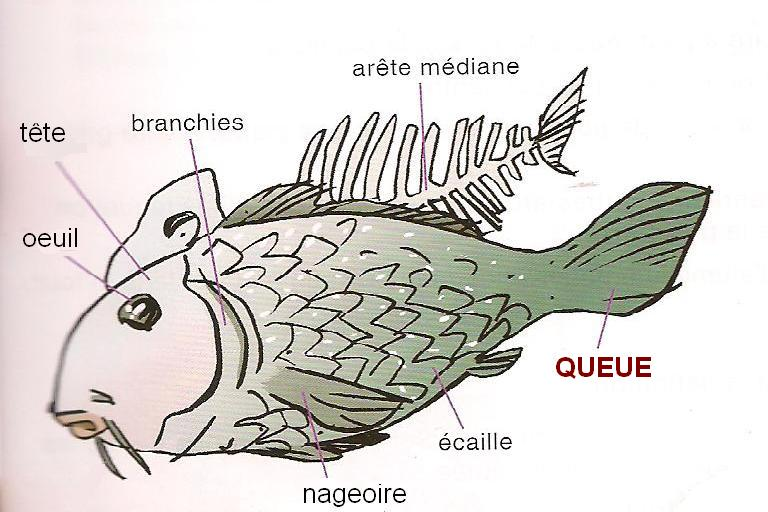 arête médiane
branchies
tête
oeuil
QUEUE
écaille
nageoire